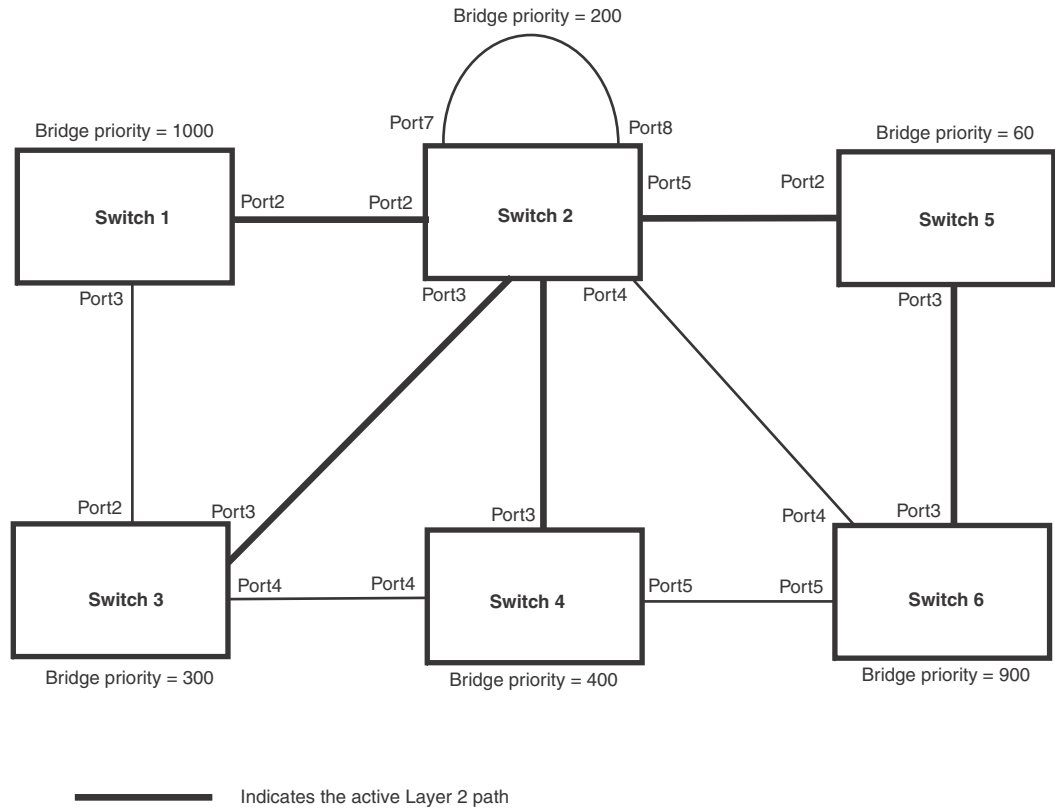 Bridge priority = 200
Port7
Port8
Bridge priority = 1000
Bridge priority = 60
Switch 1
Port2
Port2
Switch 2
Port5
Port2
Switch 5
Port3
Port3
Port4
Port3
Port2
Port3
Port3
Port4
Port3
Switch 3
Port4
Port4
Switch 4
Port5
Port5
Switch 6
Bridge priority = 300
Bridge priority = 400
Bridge priority = 900
Indicates the active Layer 2 path